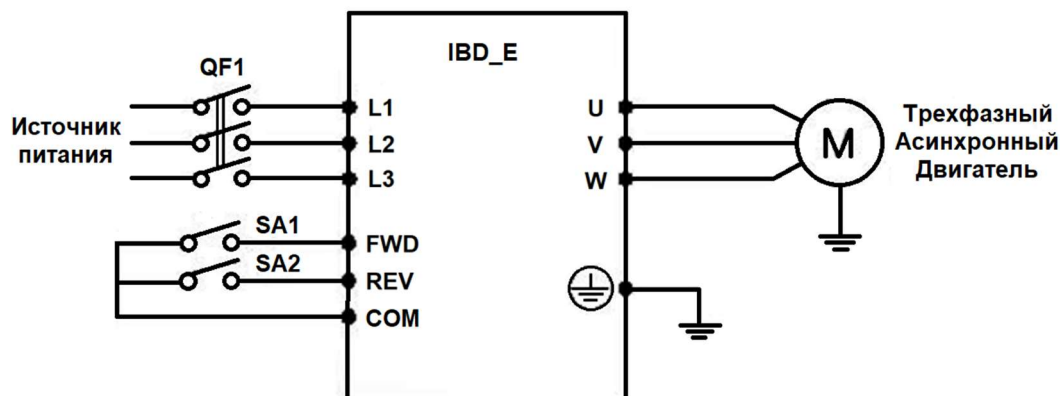 IBD_E
QF1
L1
L2
L3
Источник
питания
U
V
W
M
Трехфазный
Асинхронный
Двигатель
SA1
FWD
SA2
REV
COM